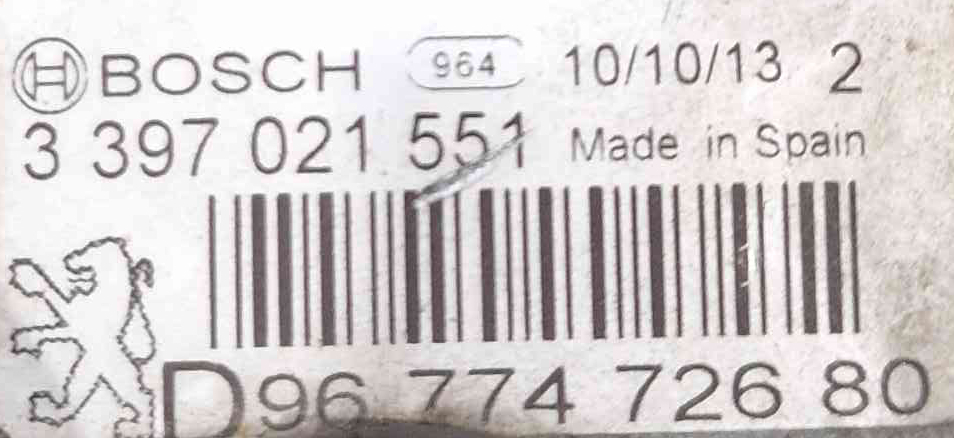 BOSCH 964 10/10/13 2
3 397 021 551 Made in Spain
D96 774 726 80